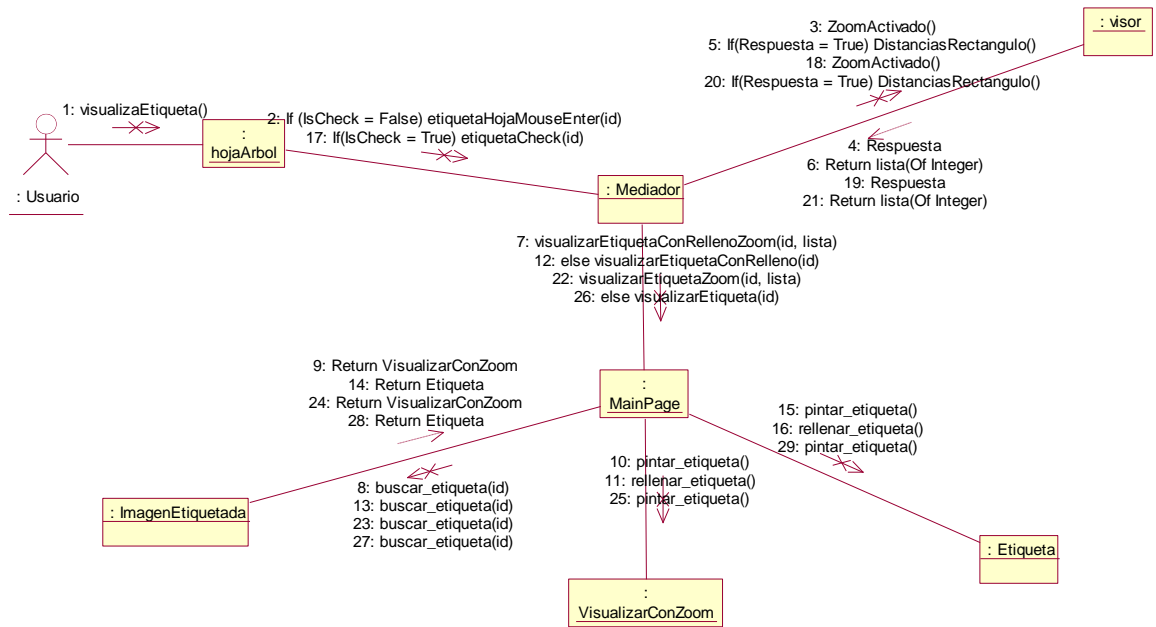 3: ZoomActivado()
5: If(Respuesta = True) DistanciasRectangulo()
18: ZoomActivado()
20: If(Respuesta = True) DistanciasRectangulo()
: visor
1: visualizaEtiqueta()
2: If (IsCheck = False) etiquetaHojaMouseEnter(id)
17: If(IsCheck = True) etiquetaCheck(id)
:
hojaArbol
: Usuario
4: Respuesta
6: Return lista(Of Integer)
19: Respuesta
21: Return lista(Of Integer)
: Mediador
7: visualizarEtiquetaConRellenoZoom(id, lista)
12: else visualizarEtiquetaConRelleno(id)
22: visualizarEtiquetaZoom(id, lista)
26: else visualizarEtiqueta(id)
9: Return VisualizarConZoom
14: Return Etiqueta
24: Return VisualizarConZoom
28: Return Etiqueta
:
MainPage
15: pintar_etiqueta()
16: rellenar_etiqueta()
29: pintar_etiqueta()
10: pintar_etiqueta()
11: rellenar_etiqueta()
25: pintar_etiqueta()
8: buscar_etiqueta(id)
13: buscar_etiqueta(id)
23: buscar_etiqueta(id)
27: buscar_etiqueta(id)
: ImagenEtiquetada
: Etiqueta
:
VisualizarConZoom